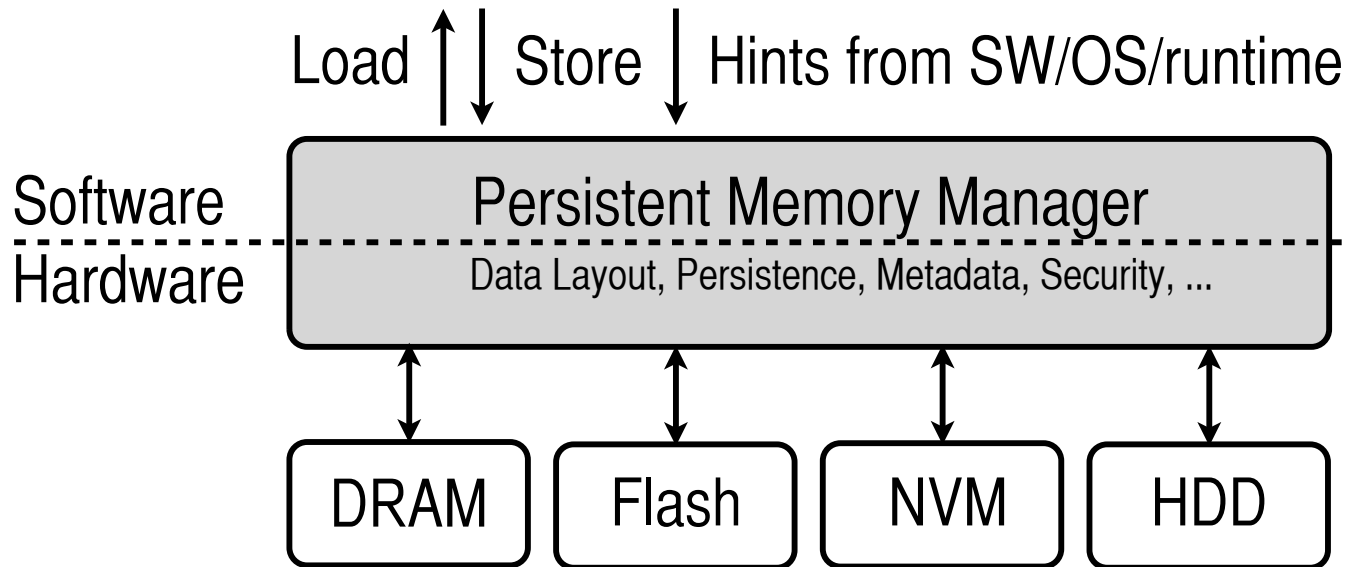 Load Store Hints from SW/OS/runtime
Software
Persistent Memory Manager
Hardware
Data Layout, Persistence, Metadata, Security, ...
DRAM Flash NVM HDD